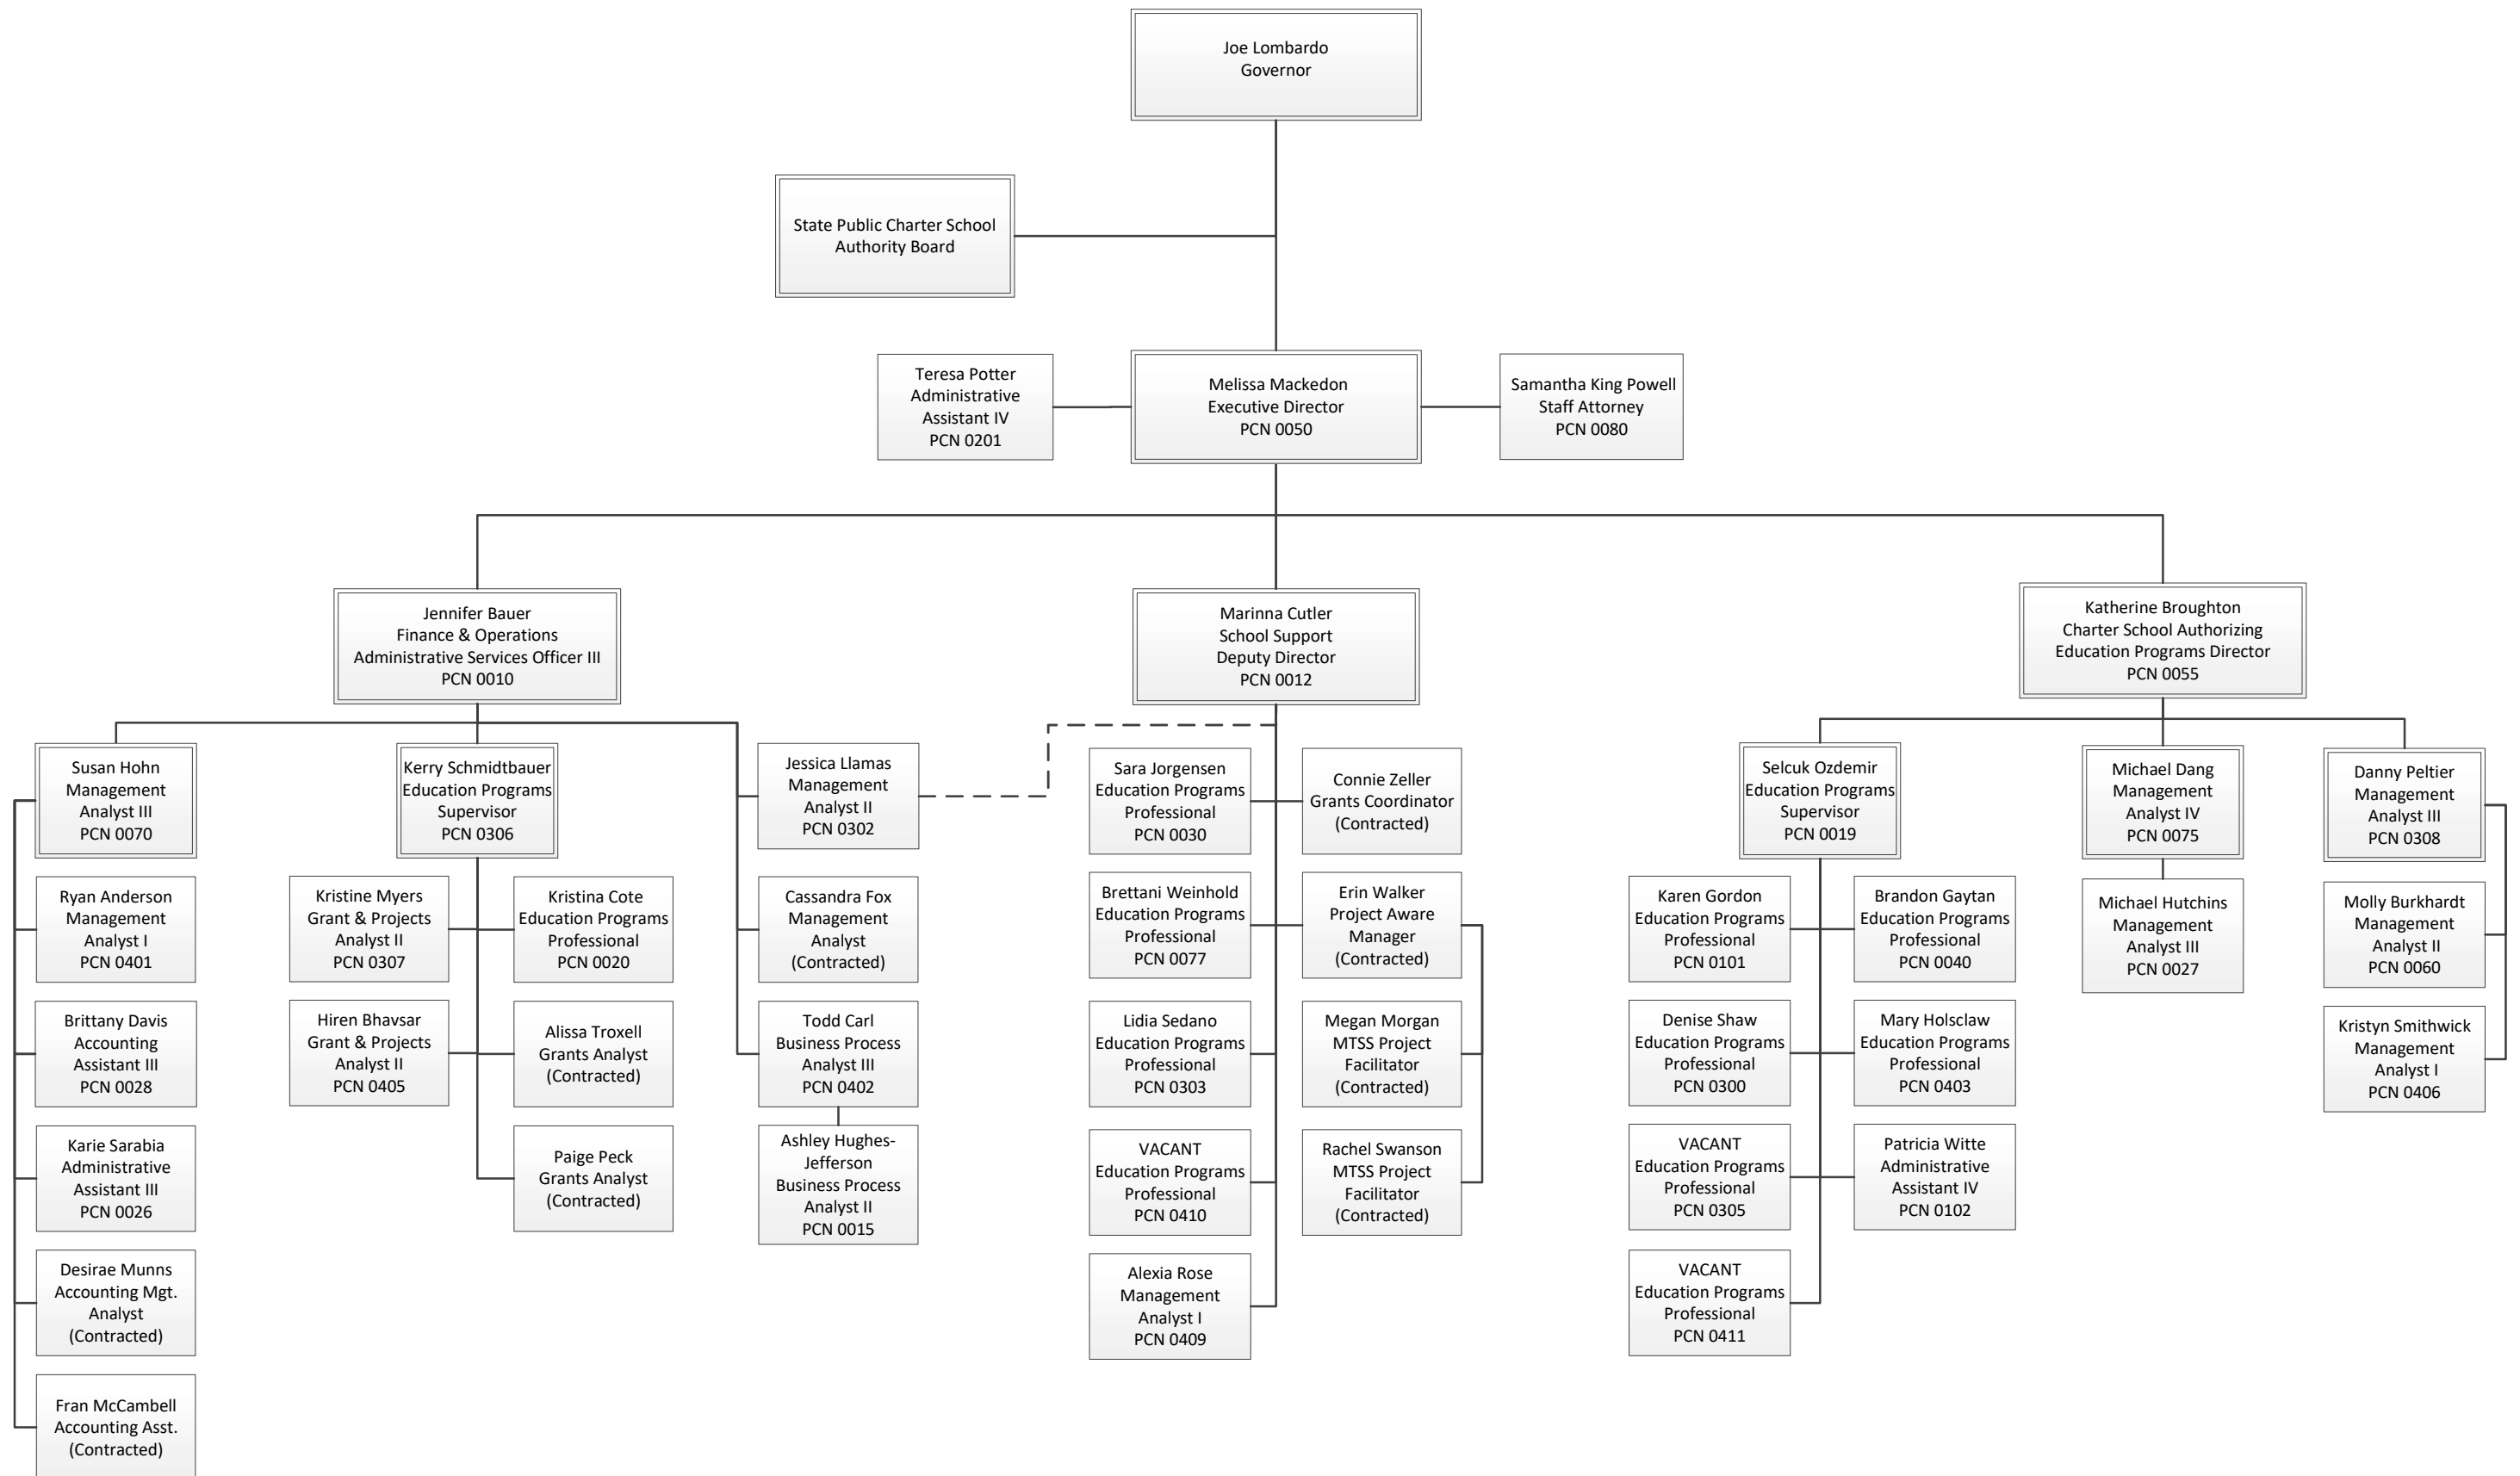 Joe Lombardo
Governor
State Public Charter School
Authority Board
Teresa Potter
Administrative
Assistant IV
PCN 0201
Melissa Mackedon
Executive Director
PCN 0050
Samantha King Powell
Staff Attorney
PCN 0080
Jennifer Bauer
Finance & Operations
Administrative Services Officer III
PCN 0010
Marinna Cutler
School Support
Deputy Director
PCN 0012
Katherine Broughton
Charter School Authorizing
Education Programs Director
PCN 0055
Susan Hohn
Management
Analyst III
PCN 0070
Ryan Anderson
Management
Analyst I
PCN 0401
Brittany Davis
Accounting
Assistant III
PCN 0028
Karie Sarabia
Administrative
Assistant III
PCN 0026
Desirae Munns
Accounting Mgt.
Analyst
(Contracted)
Fran McCambell
Accounting Asst.
(Contracted)
Kerry Schmidtbauer
Education Programs
Supervisor
PCN 0306
Kristine Myers
Grant & Projects
Analyst II
PCN 0307
Kristina Cote
Education Programs
Professional
PCN 0020
Hiren Bhavsar
Grant & Projects
Analyst II
PCN 0405
Alissa Troxell
Grants Analyst
(Contracted)
Paige Peck
Grants Analyst
(Contracted)
Jessica Llamas
Management
Analyst II
PCN 0302
Cassandra Fox
Management
Analyst
(Contracted)
Todd Carl
Business Process
Analyst III
PCN 0402
Ashley Hughes-
Jefferson
Business Process
Analyst II
PCN 0015
Sara Jorgensen
Education Programs
Professional
PCN 0030
Connie Zeller
Grants Coordinator
(Contracted)
Brettani Weinhold
Education Programs
Professional
PCN 0077
Erin Walker
Project Aware
Manager
(Contracted)
Lidia Sedano
Education Programs
Professional
PCN 0303
Megan Morgan
MTSS Project
Facilitator
(Contracted)
VACANT
Education Programs
Professional
PCN 0410
Rachel Swanson
MTSS Project
Facilitator
(Contracted)
Alexia Rose
Management
Analyst I
PCN 0409
Selcuk Ozdemir
Education Programs
Supervisor
PCN 0019
Karen Gordon
Education Programs
Professional
PCN 0101
Brandon Gaytan
Education Programs
Professional
PCN 0040
Denise Shaw
Education Programs
Professional
PCN 0300
Mary Holsclaw
Education Programs
Professional
PCN 0403
VACANT
Education Programs
Professional
PCN 0305
Patricia Witte
Administrative
Assistant IV
PCN 0102
VACANT
Education Programs
Professional
PCN 0411
Michael Dang
Management
Analyst IV
PCN 0075
Michael Hutchins
Management
Analyst III
PCN 0027
Danny Peltier
Management
Analyst III
PCN 0308
Molly Burkhardt
Management
Analyst II
PCN 0060
Kristyn Smithwick
Management
Analyst I
PCN 0406